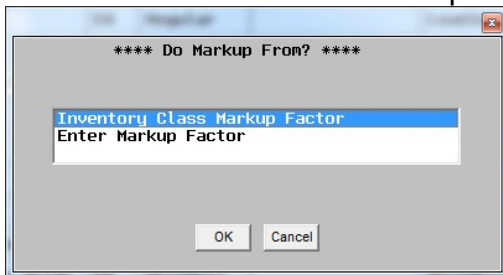 **** Do Markup From? ****
Inventory Class Markup Factor
Enter Markup Factor
OK Cancel